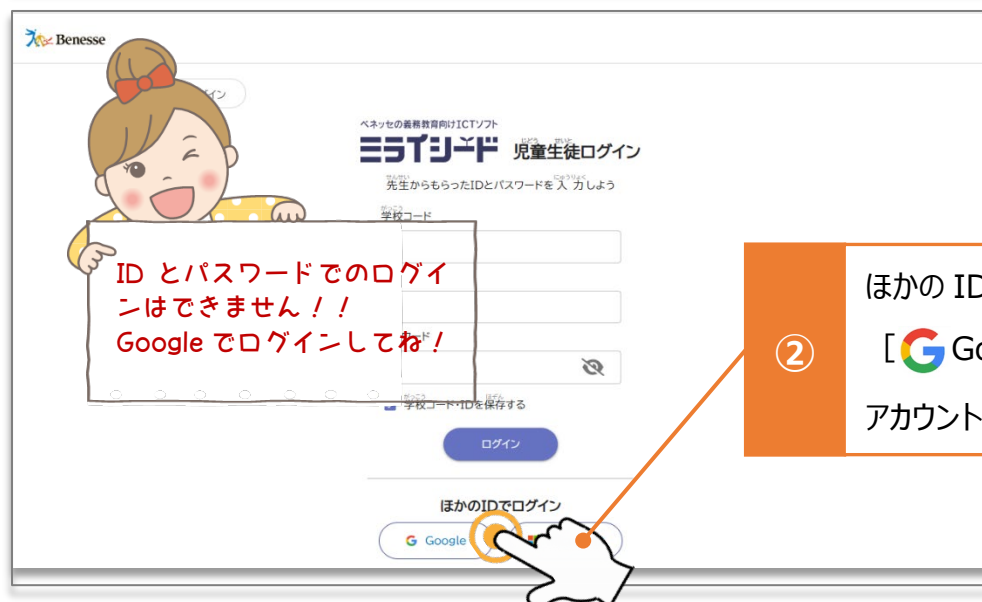 Benesse
グイン
ベネッセの義務教育向けICTソフト
ミライシード 児童生徒ログイン
先生からもらったIDとパスワードを入力しよう
学校コード
ID とパスワードでのログイ
ンはできません！！
Google でログインしてね！
ード
学校コード・IDを保存する
ログイン
ほかのIDでログイン
G Google
②
ほかの ID
[ G Go
アカウント